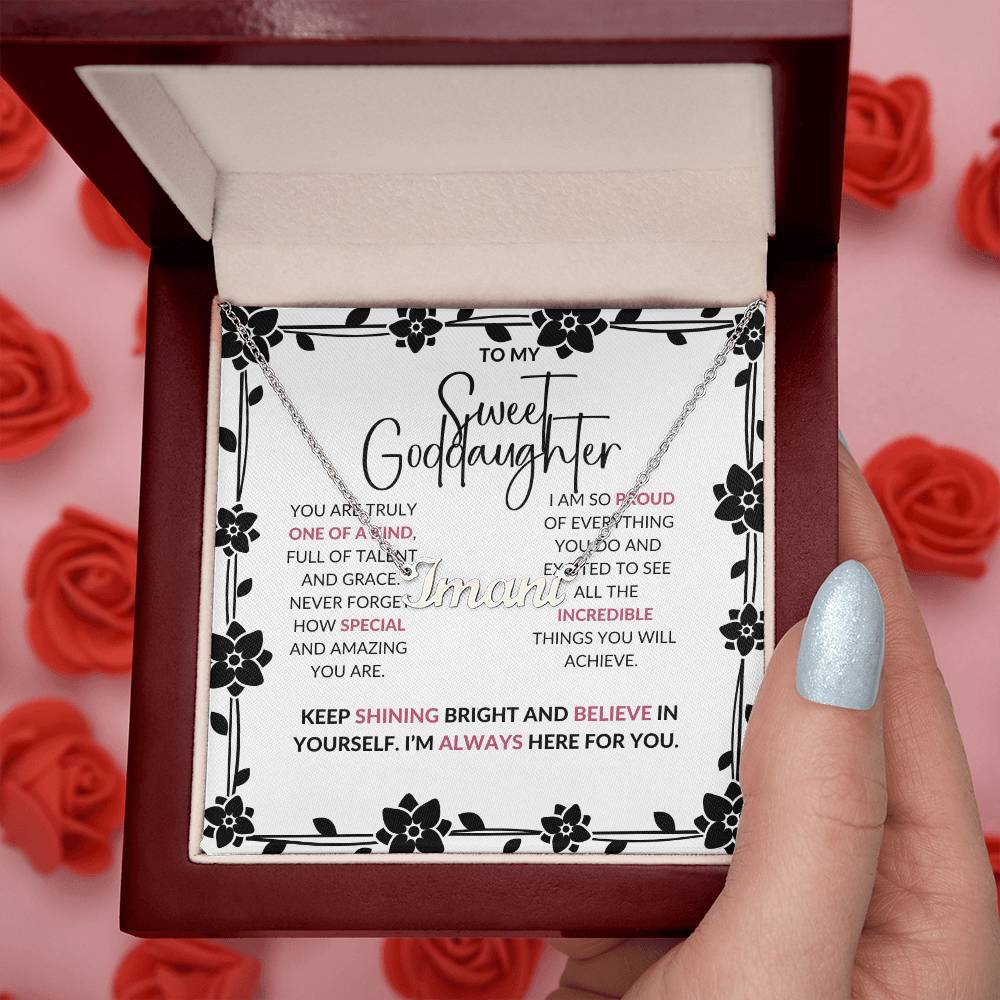 TO MY
Sweet
Goddaughter
YOU ARE TRULY
ONE OF A KIND,
FULL OF TALENT
AND GRACE.
NEVER FORGET
HOW SPECIAL
AND AMAZING
YOU ARE.
I AM SO PROUD
OF EVERYTHING
YOU DO AND
EXCITED TO SEE
ALL THE
INCREDIBLE
THINGS YOU WILL
ACHIEVE.
Imani
KEEP SHINING BRIGHT AND BELIEVE IN
YOURSELF. I'M ALWAYS HERE FOR YOU.